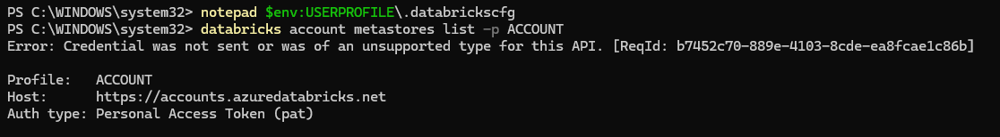 PS C:\WINDOWS\system32> notepad $env:USERPROFILE\.databrickscfg
PS C:\WINDOWS\system32> databricks account metastores list -p ACCOUNT
Error: Credential was not sent or was of an unsupported type for this API. [ReqId: b7452c70-889e-4103-8cde-ea8fcae1c86b]
Profile:   ACCOUNT
Host:      https://accounts.azuredatabricks.net
Auth type: Personal Access Token (pat)